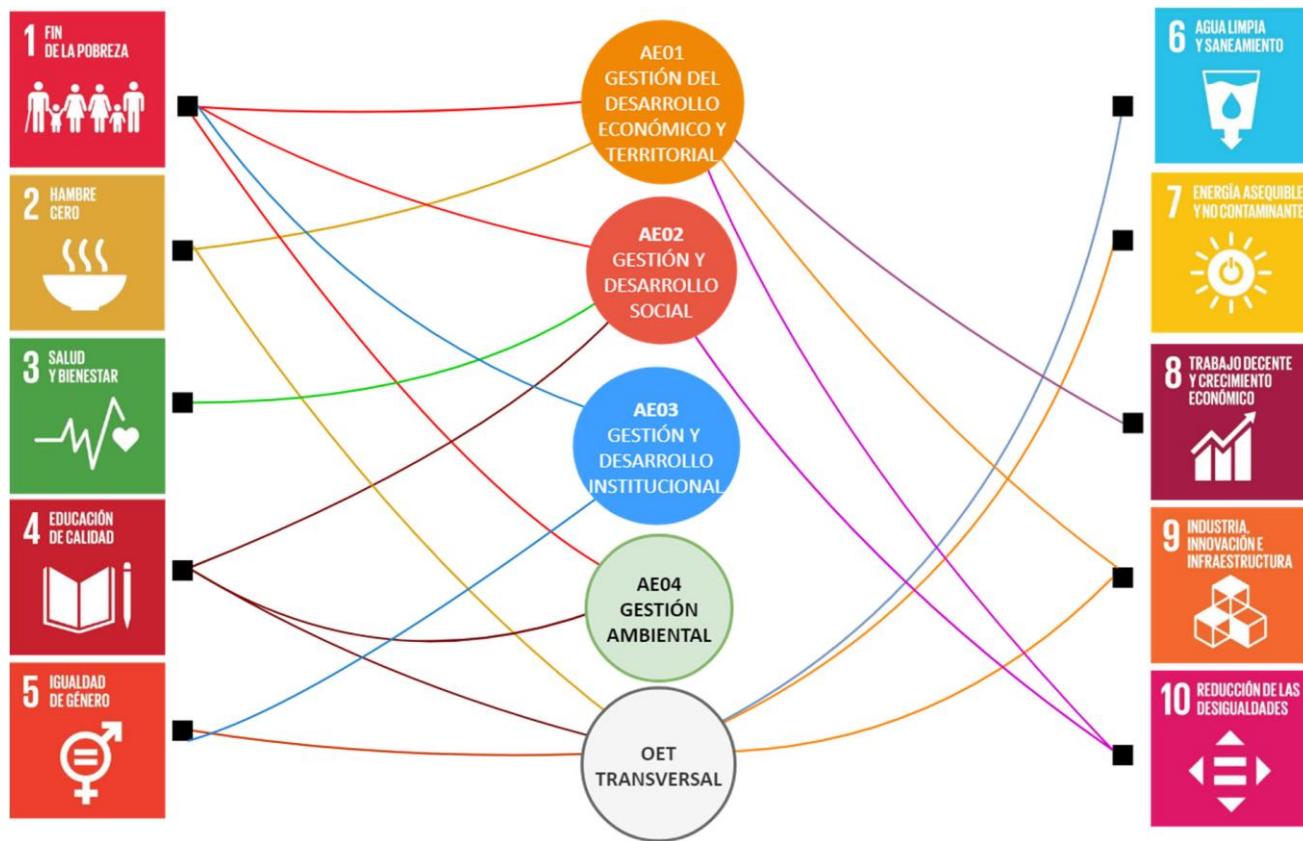 1 FIN
DE LA POBREZA
2 HAMBRE
CERO
3 SALUD
Y BIENESTAR
4 EDUCACIÓN
DE CALIDAD
5 IGUALDAD
DE GÉNERO
AE01
GESTIÓN DEL
DESARROLLO
ECONÓMICO Y
TERRITORIAL
AE02
GESTIÓN Y
DESARROLLO
SOCIAL
AE03
GESTIÓN Y
DESARROLLO
INSTITUCIONAL
AE04
GESTIÓN
AMBIENTAL
OET
TRANSVERSAL
6 AGUA LIMPIA
Y SANEAMIENTO
7 ENERGÍA ASEQUIBLE
Y NO CONTAMINANTE
8 TRABAJO DECENTE
Y CRECIMIENTO
ECONÓMICO
9 INDUSTRIA,
INNOVACIÓN E
INFRAESTRUCTURA
10 REDUCCIÓN DE LAS
DESIGUALDADES